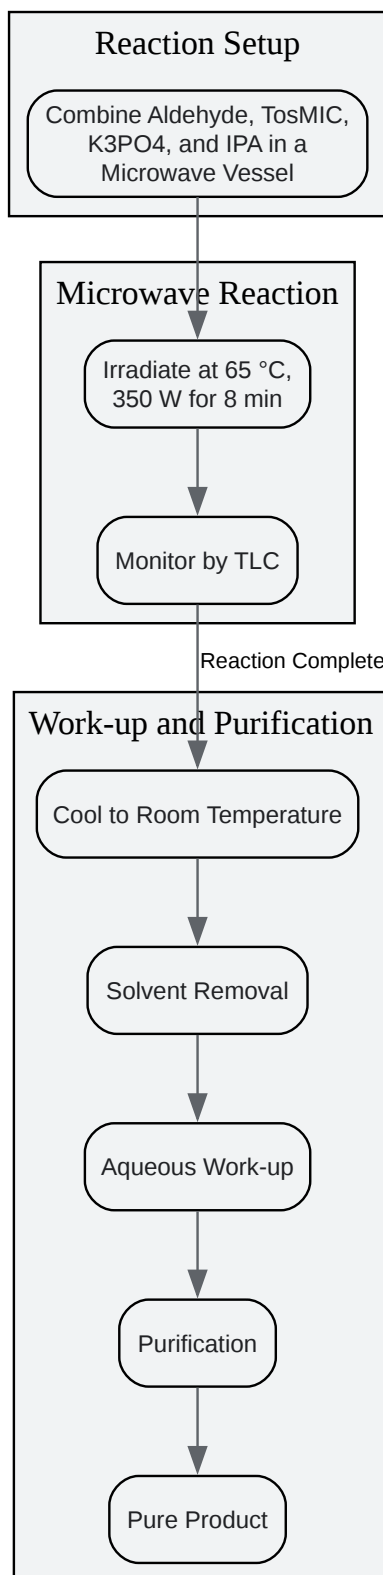 Reaction Setup
Combine Aldehyde, TosMIC,
K3PO4, and IPA in a
Microwave Vessel
Microwave Reaction
Irradiate at 65 °C,
350 W for 8 min
Monitor by TLC
Reaction Complete
Work-up and Purification
Cool to Room Temperature
Solvent Removal
Aqueous Work-up
Purification
Pure Product